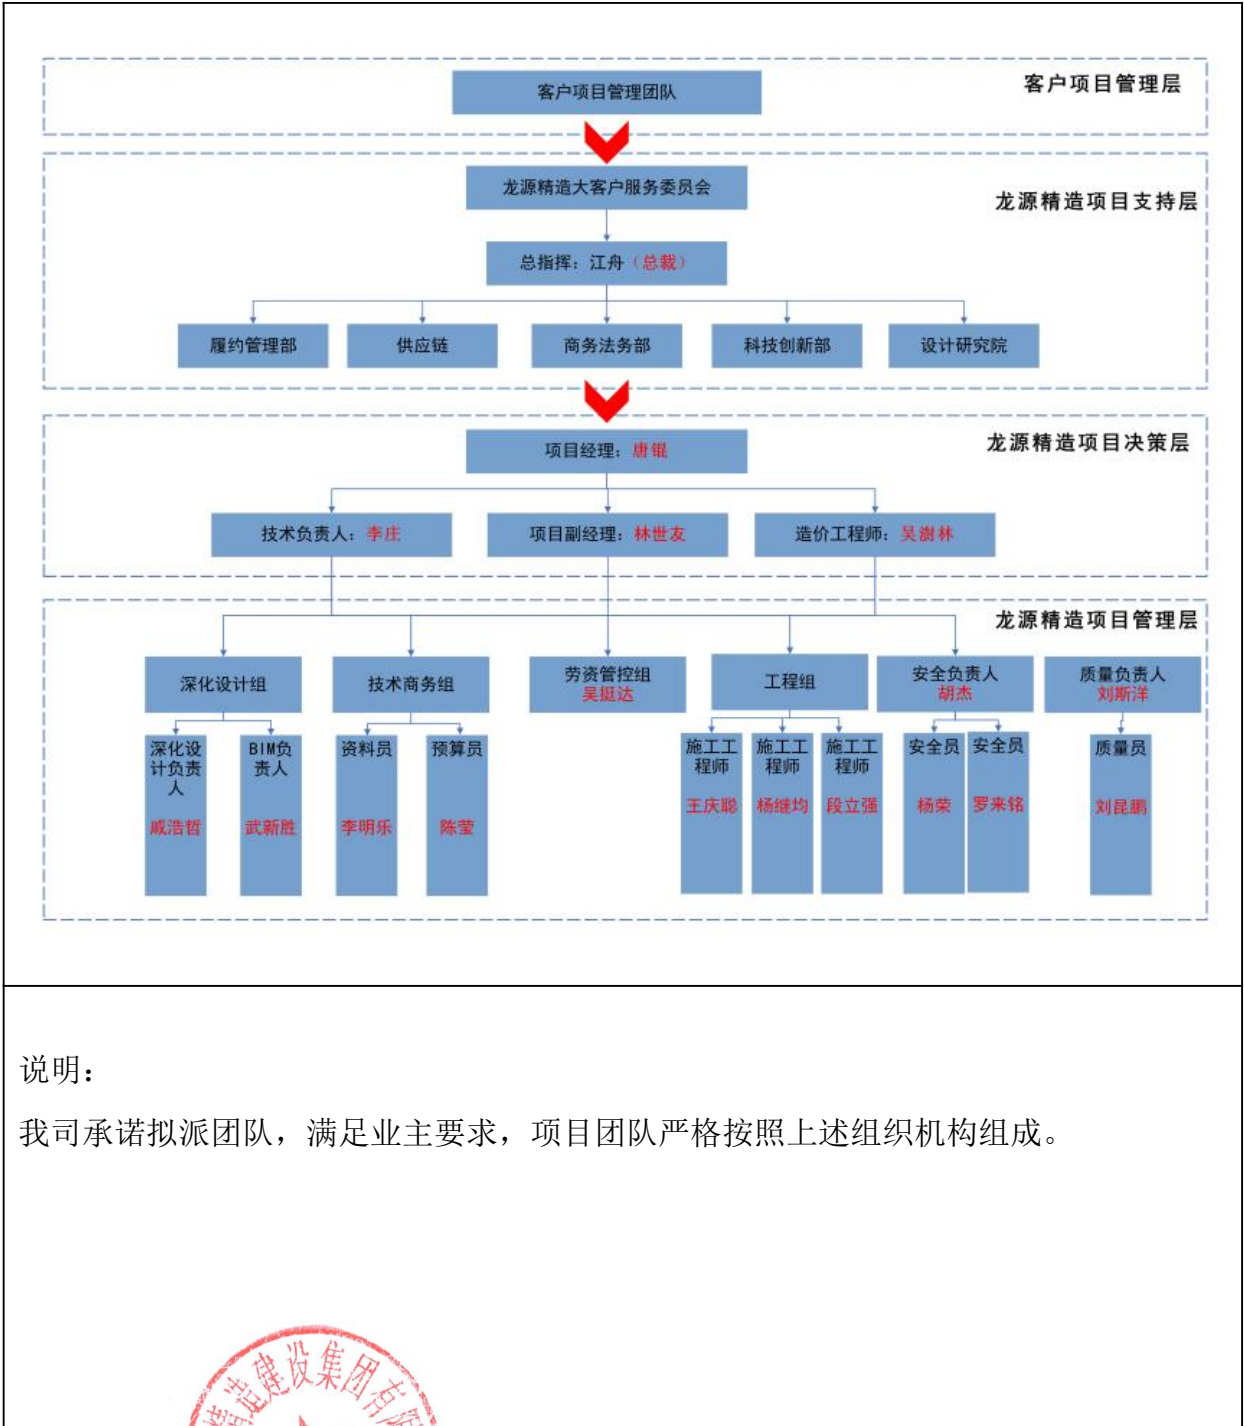 客户项目管理层
客户项目管理团队
龙源精造大客户服务委员会
龙源精造项目支持层
总指挥：江舟（总裁）
履约管理部
供应链
商务法务部
科技创新部
设计研究院
龙源精造项目决策层
项目经理：唐锟
技术负责人：李庄
项目副经理：林世友
造价工程师：吴澍林
龙源精造项目管理层
深化设计组
技术商务组
劳资管控组
吴挺达
工程组
安全负责人
胡杰
质量负责人
刘斯洋
深化设
计负责
人
戚浩哲
BIM负
责人
武新胜
资料员
李明乐
预算员
陈莹
施工工
程师
王庆聪
施工工
程师
杨继均
施工工
程师
段立强
安全员
杨荣
安全员
罗来铭
质量员
刘昆鹏
说明：
我司承诺拟派团队，满足业主要求，项目团队严格按照上述组织机构组成。
精造建设集团有限